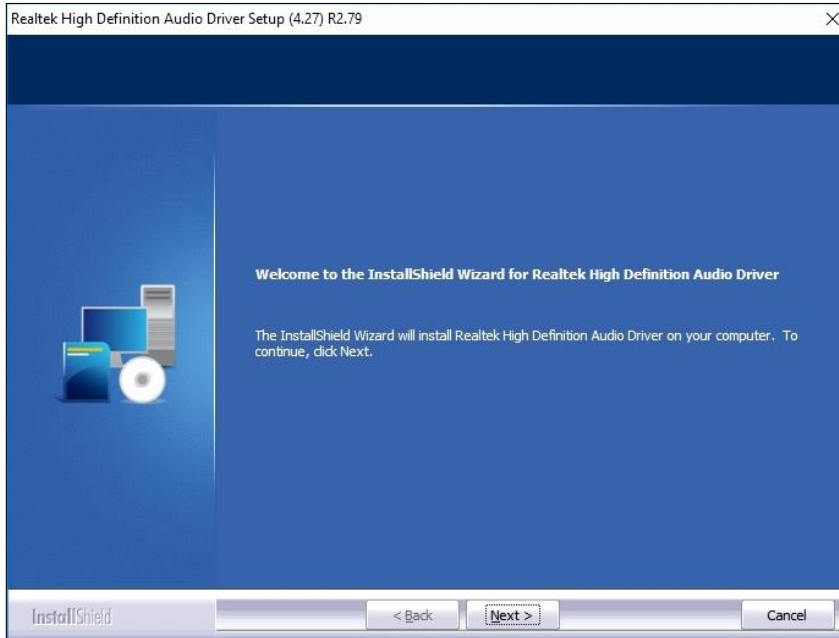 Realtek High Definition Audio Driver Setup (4.27) R2.79
Welcome to the InstallShield Wizard for Realtek High Definition Audio Driver
The InstallShield Wizard will install Realtek High Definition Audio Driver on your computer. To
continue, click Next.
InstallShield
< Back
Next >
Cancel